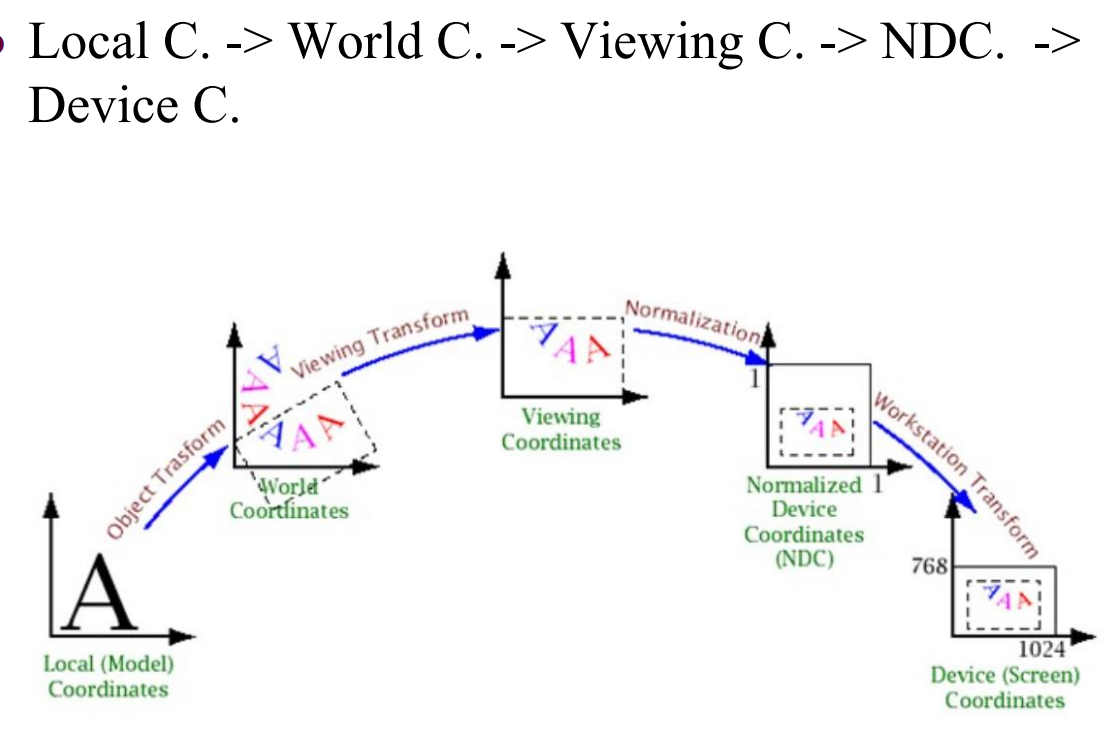 Local C. -> World C. -> Viewing C. -> NDC.  ->
Device C.
Object Trasform
Viewing Transform
Normalization
Workstation Transform
A
Local (Model)
Coordinates
A A A
A A A
World
Coordinates
A A A
Viewing
Coordinates
1
A A A
1
Normalized
Device
Coordinates
(NDC)
768
A A A
1024
Device (Screen)
Coordinates